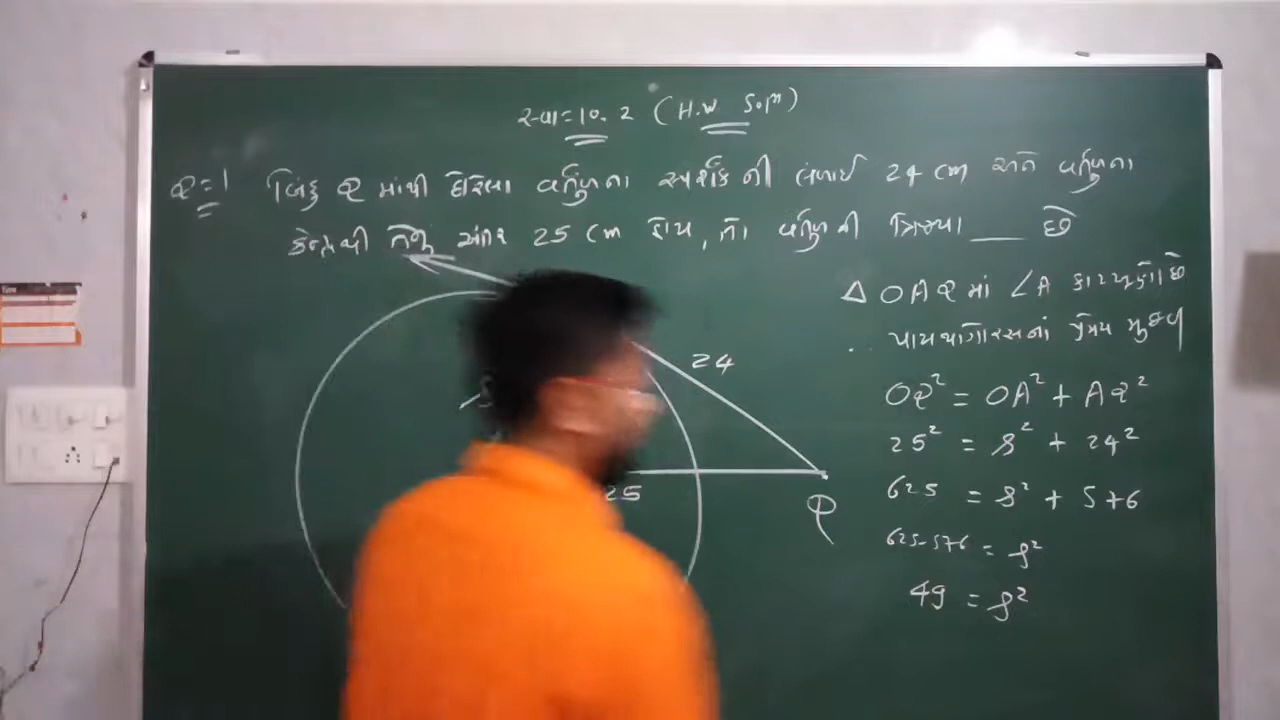 સ્વા=10.2 (H.W Som)
Q=1 બિંદુ Q માંથી દોરેલા વર્તુળના સ્પર્શક ની લંબાઈ 24 cm અને વર્તુળના
કેન્દ્રથી તેનું અંતર 25 cm હોય, તો વર્તુળ ની ત્રિજ્યા ___ છે
Δ OAQ માં ∠A કાટખૂણો છે
પાયથાગોરસનાં પ્રમેય મુજબ
24
OQ² = OA² + AQ²
25² = r² + 24²
25
Q
625 = r² + 576
625-576 = r²
49 = r²